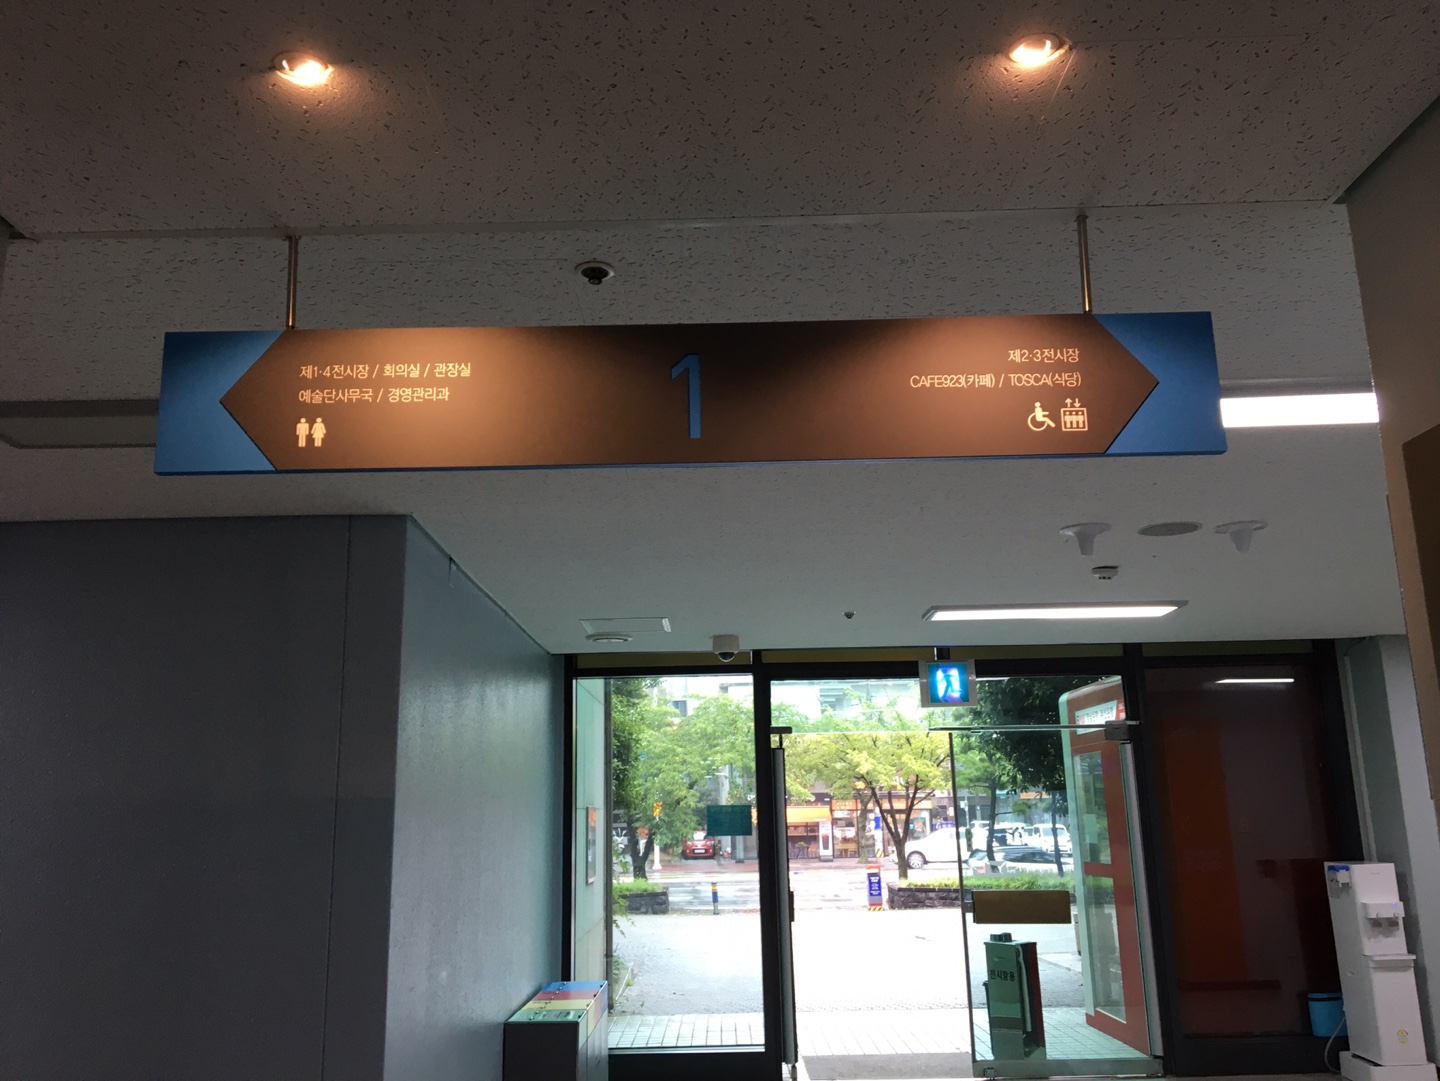 제1·4전시장 / 회의실 / 관장실
예술단사무국 / 경영관리과
1
제2·3전시장
CAFE923(카페) / TOSCA(식당)